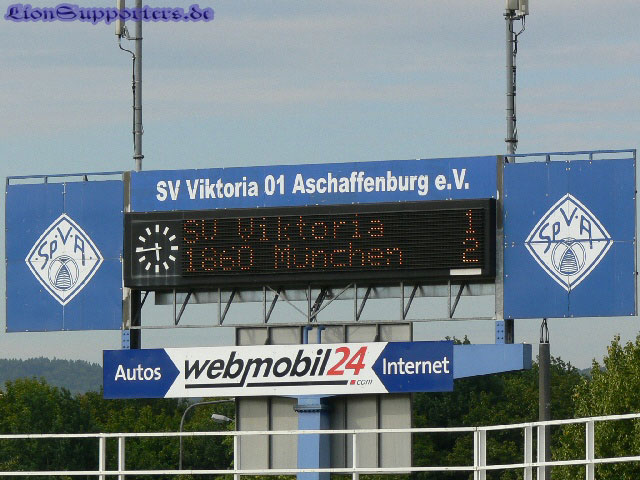 LionSupporters.de
SV Viktoria 01 Aschaffenburg e.V.
SpVA
SV Viktoria 1
1860 München 2
SpVA
Autos webmobil24.com Internet